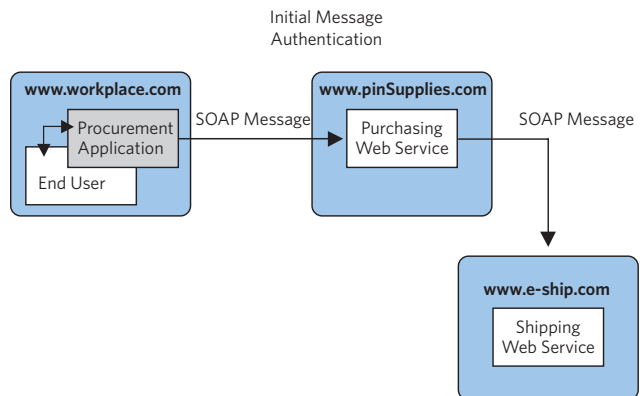 Initial Message
Authentication
www.workplace.com
www.pinSupplies.com
Procurement
Application
SOAP Message
Purchasing
Web Service
SOAP Message
End User
www.e-ship.com
Shipping
Web Service